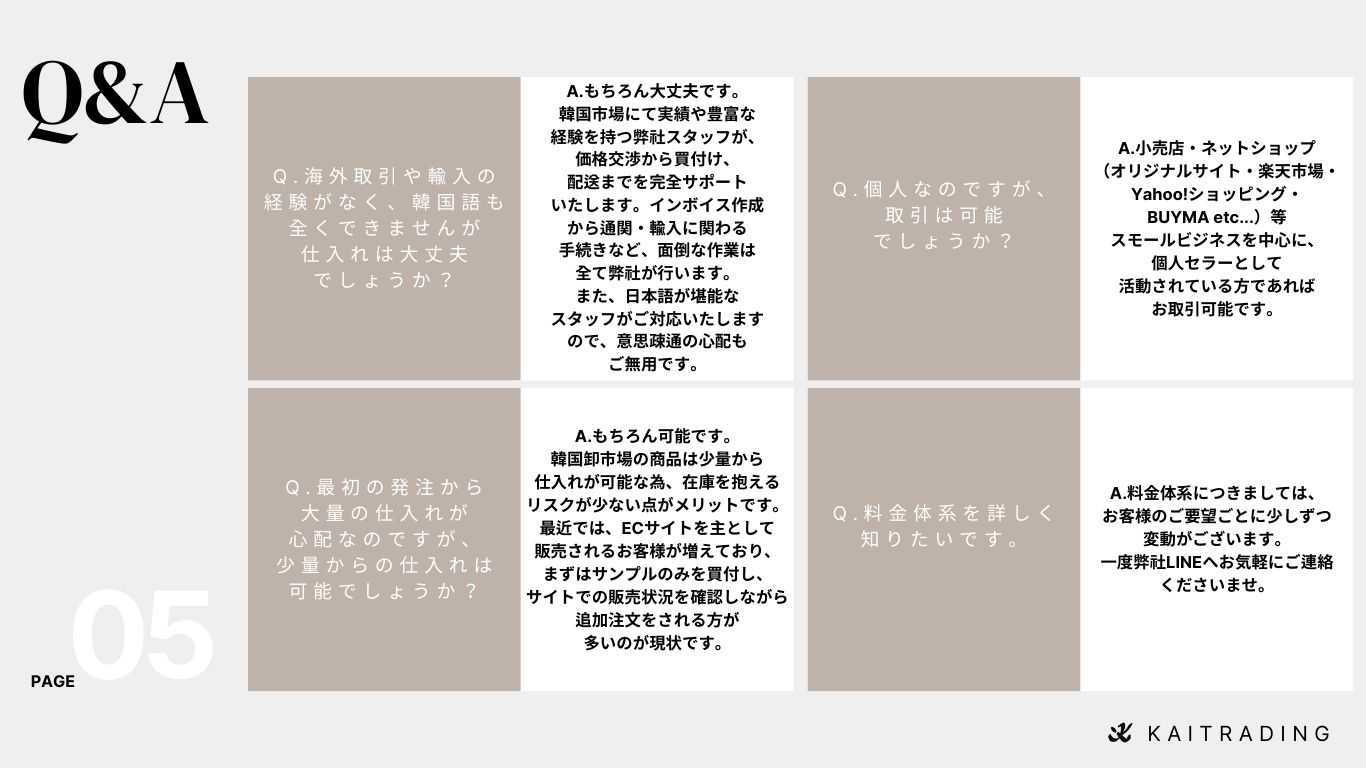 Q&A
Q.海外取引や輸入の
経験がなく、韓国語も
全くできませんが
仕入れは大丈夫
でしょうか？
A.もちろん大丈夫です。
韓国市場にて実績や豊富な
経験を持つ弊社スタッフが、
価格交渉から買付け、
配送までを完全サポート
いたします。インボイス作成
から通関・輸入に関わる
手続きなど、面倒な作業は
全て弊社が行います。
また、日本語が堪能な
スタッフがご対応いたします
ので、意思疎通の心配も
ご無用です。
Q.個人なのですが、
取引は可能
でしょうか？
A.小売店・ネットショップ
（オリジナルサイト・楽天市場・
Yahoo!ショッピング・
BUYMA etc...）等
スモールビジネスを中心に、
個人セラーとして
活動されている方であれば
お取引可能です。
Q.最初の発注から
大量の仕入れが
心配なのですが、
少量からの仕入れは
可能でしょうか？
A.もちろん可能です。
韓国卸市場の商品は少量から
仕入れが可能な為、在庫を抱える
リスクが少ない点がメリットです。
最近では、ECサイトを主として
販売されるお客様が増えており、
まずはサンプルのみを買付し、
サイトでの販売状況を確認しながら
追加注文をされる方が
多いのが現状です。
Q.料金体系を詳しく
知りたいです。
A.料金体系につきましては、
お客様のご要望ごとに少しずつ
変動がございます。
一度弊社LINEへお気軽にご連絡
くださいませ。
05
PAGE
KAITRADING